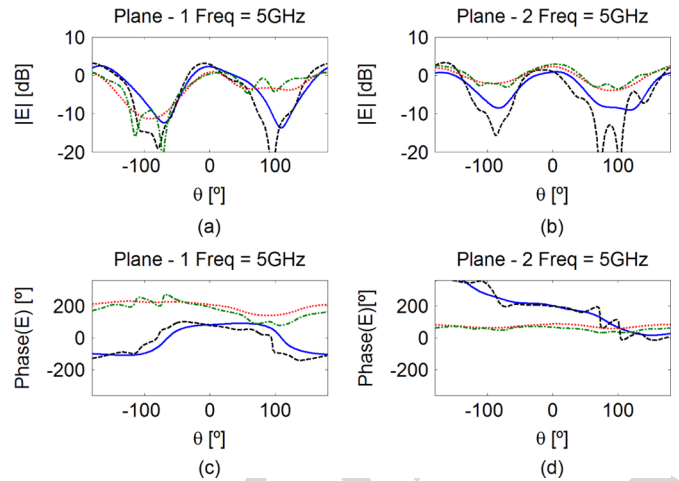 Plane - 1 Freq = 5GHz
10
0
-10
-20
|E| [dB]
-100
0
100
θ [º]
(a)
Plane - 2 Freq = 5GHz
10
0
-10
-20
|E| [dB]
-100
0
100
θ [º]
(b)
Plane - 1 Freq = 5GHz
200
0
-200
Phase(E) [º]
-100
0
100
θ [º]
(c)
Plane - 2 Freq = 5GHz
200
0
-200
Phase(E)[º]
-100
0
100
θ [º]
(d)